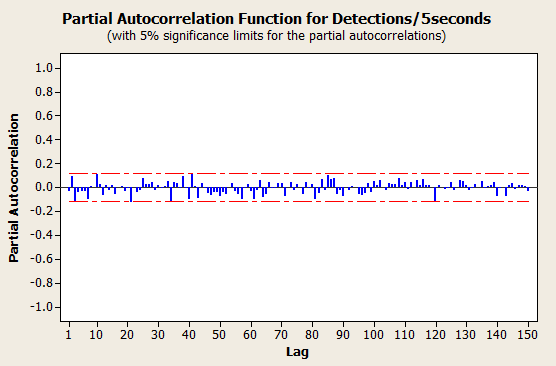 Partial Autocorrelation Function for Detections/5seconds
(with 5% significance limits for the partial autocorrelations)
1.0
0.8
0.6
0.4
0.2
0.0
-0.2
-0.4
-0.6
-0.8
-1.0
Partial Autocorrelation
1 10 20 30 40 50 60 70 80 90 100 110 120 130 140 150
Lag